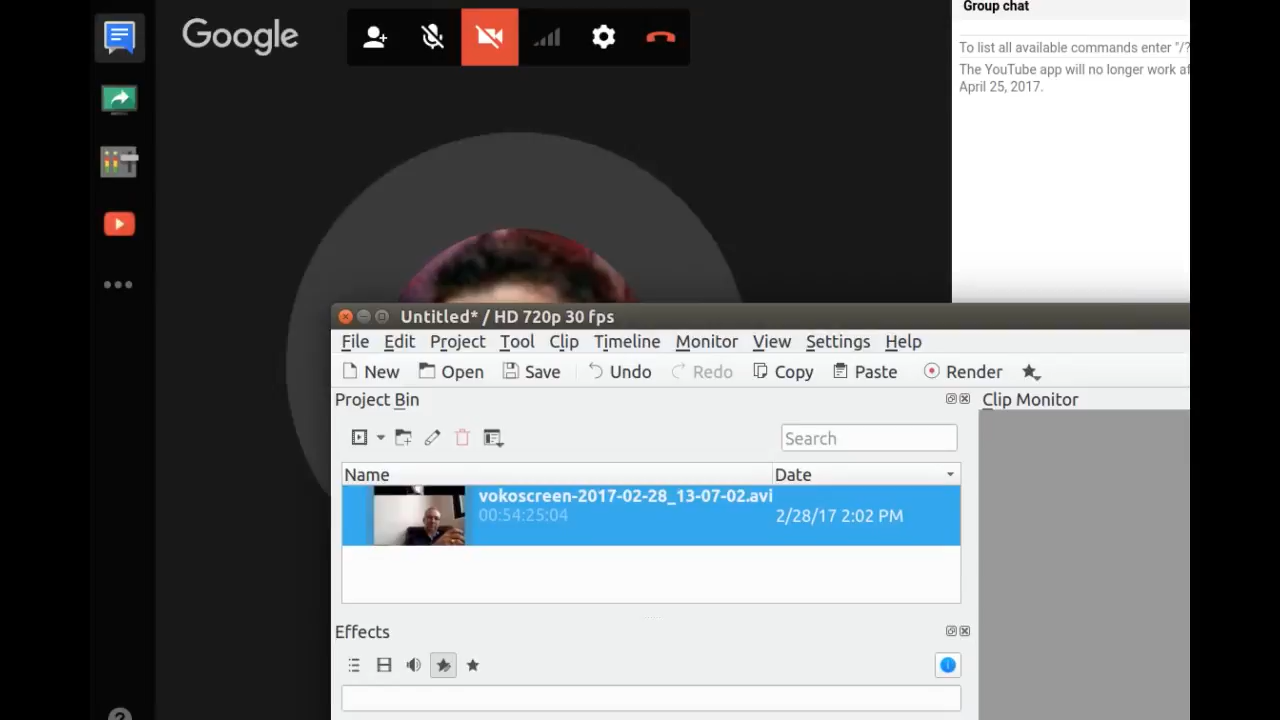 Google
Group chat
To list all available commands enter "/?
The YouTube app will no longer work af
April 25, 2017.
Untitled* / HD 720p 30 fps
File Edit Project Tool Clip Timeline Monitor View Settings Help
New Open Save Undo Redo Copy Paste Render
Project Bin
Clip Monitor
Search
Name Date
vokoscreen-2017-02-28_13-07-02.avi
00:54:25:04
2/28/17 2:02 PM
Effects